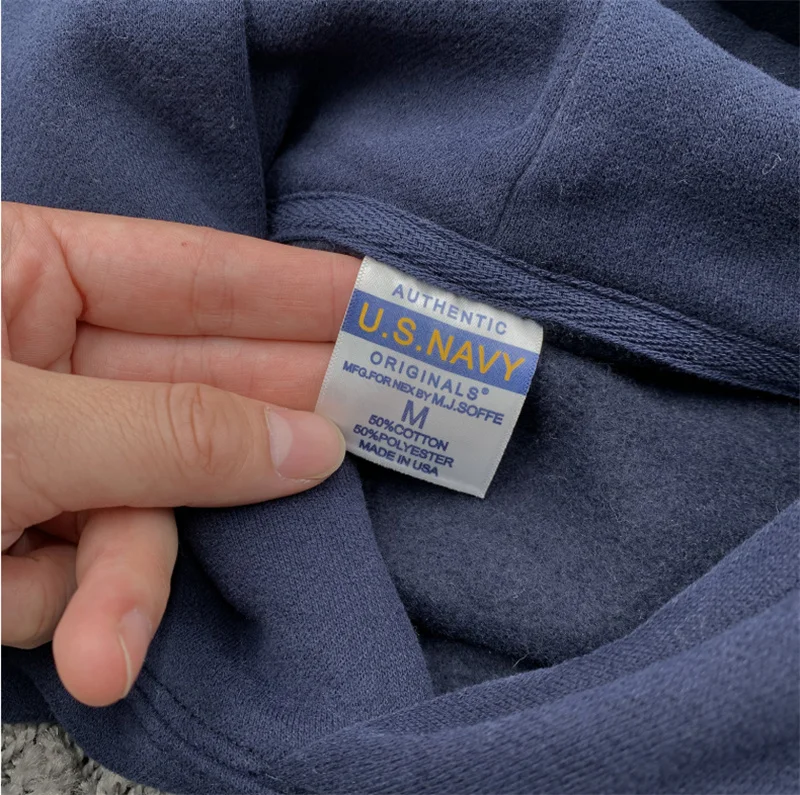 AUTHENTIC
U.S.NAVY
ORIGINALS®
MFG.FOR NEX BY M.J.SOFFE
M
50%COTTON
50%POLYESTER
MADE IN USA